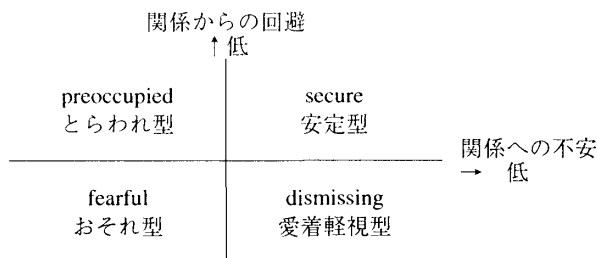 関係からの回避
↑低
preoccupied
とらわれ型
secure
安定型
関係への不安
→ 低
fearful
おそれ型
dismissing
愛着軽視型